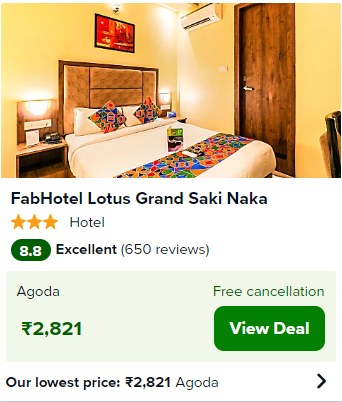 FabHotel Lotus Grand Saki Naka
Hotel
8.8 Excellent (650 reviews)
Agoda Free cancellation
₹2,821 View Deal
Our lowest price: ₹2,821 Agoda